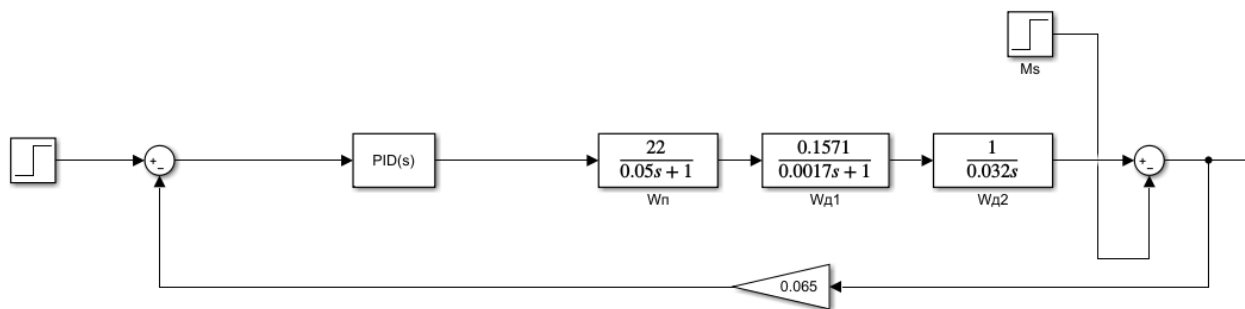 Ms
+
−
PID(s)
22
0.05s + 1
Wп
0.1571
0.0017s + 1
Wд1
1
0.032s
Wд2
+
−
0.065